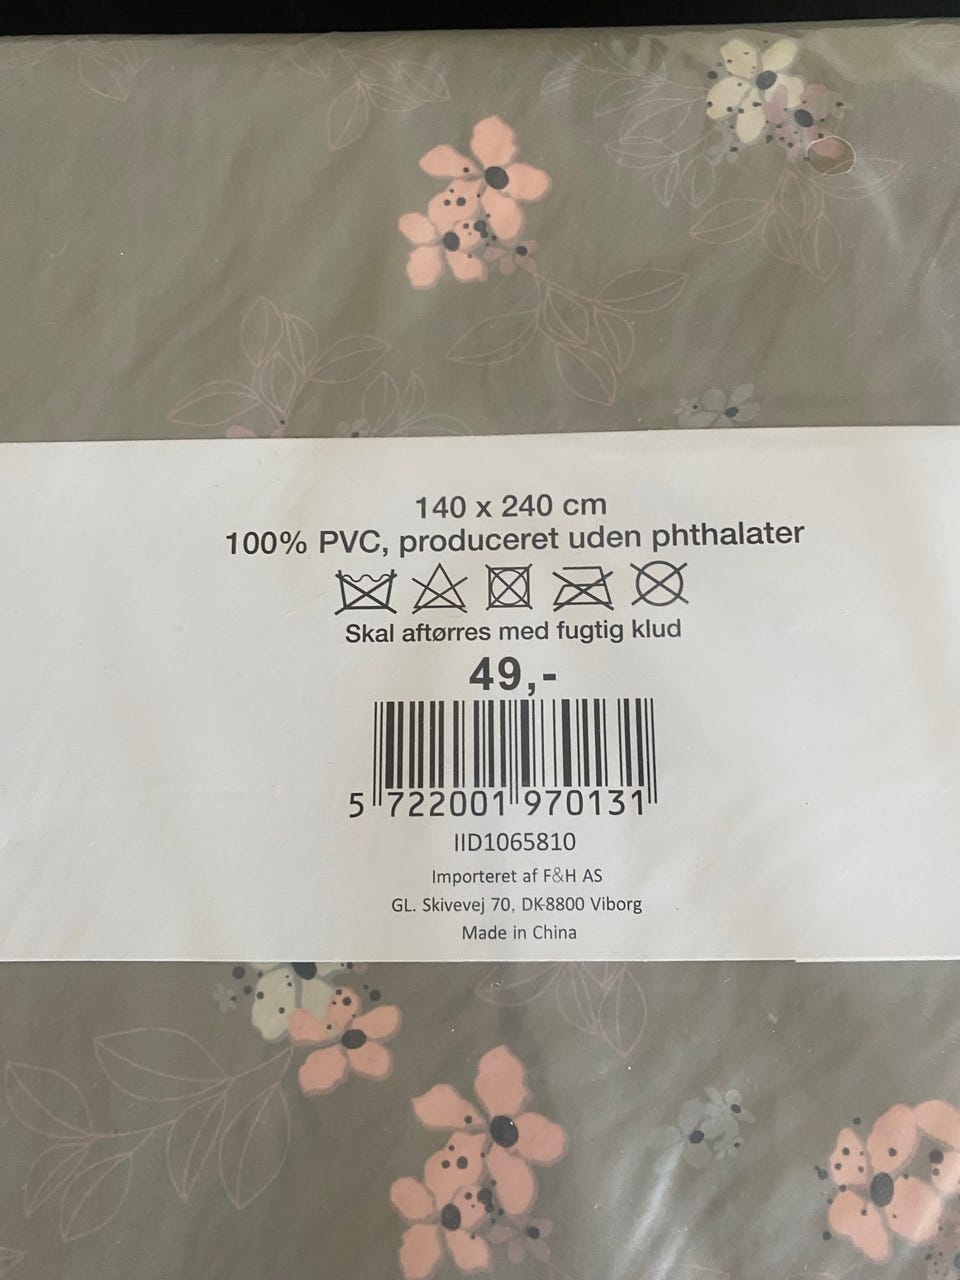 140 x 240 cm
100% PVC, produceret uden phthalater
Skal aftørres med fugtig klud
49,-
5 722001 970131
IID1065810
Importeret af F&H AS
GL. Skivevej 70, DK-8800 Viborg
Made in China